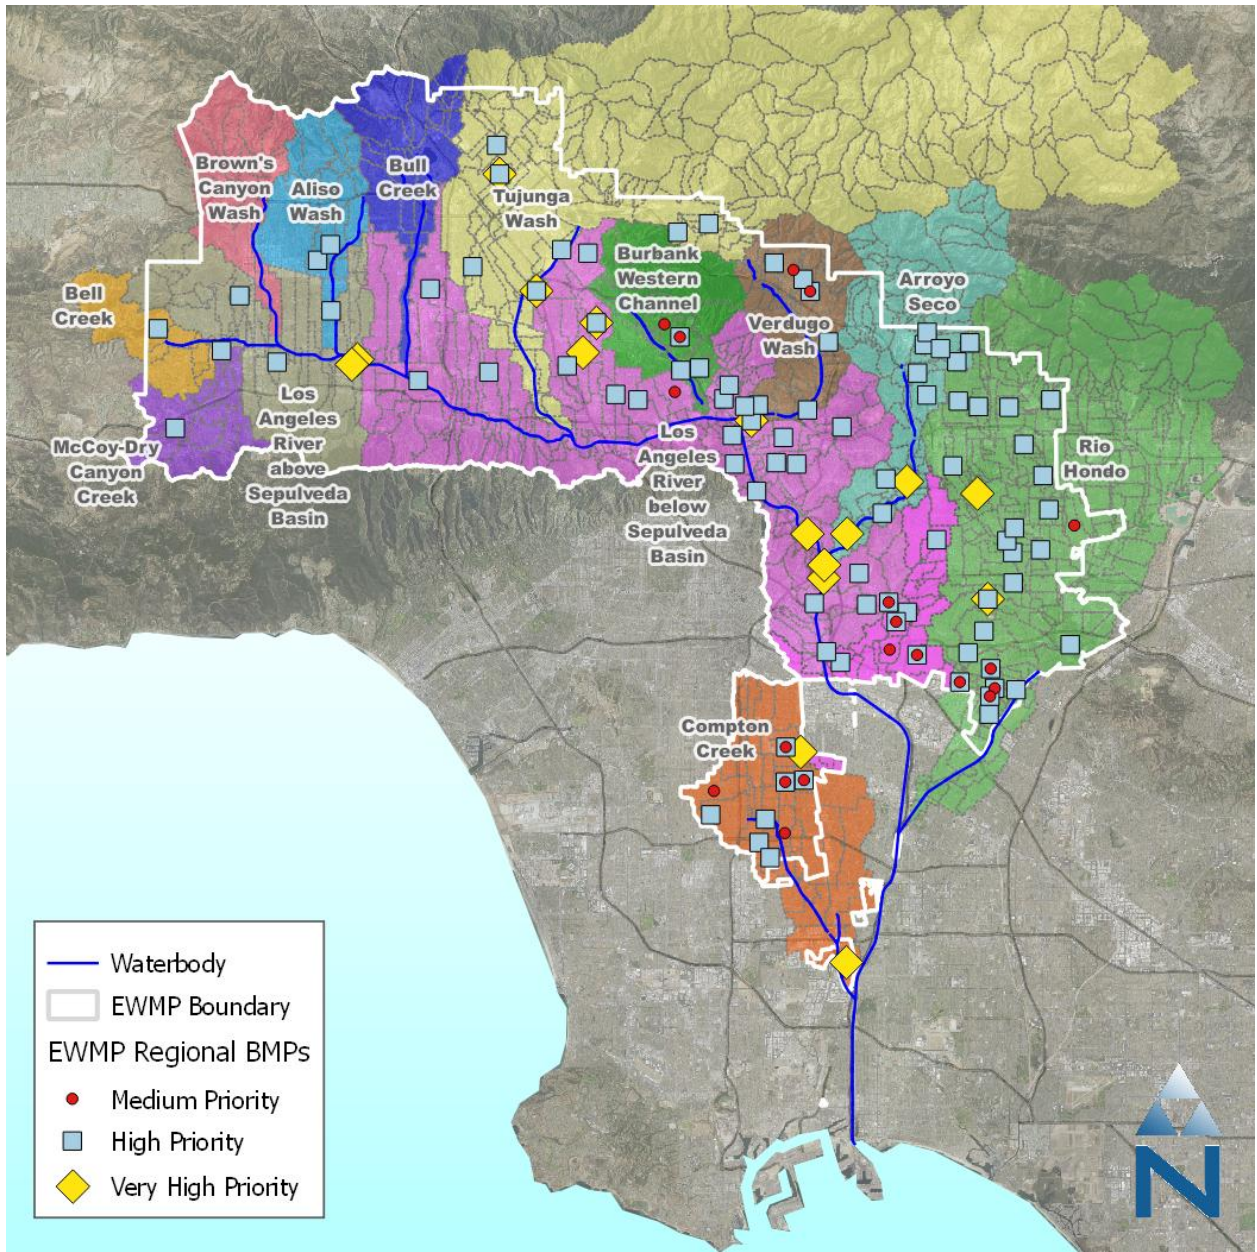 Brown's
Canyon
Wash
Aliso
Wash
Bull
Creek
Tujunga
Wash
Burbank
Western
Channel
Verdugo
Wash
Arroyo
Seco
Bell
Creek
McCoy-Dry
Canyon
Creek
Los
Angeles
River
above
Sepulveda
Basin
Los
Angeles
River
below
Sepulveda
Basin
Rio
Hondo
Compton
Creek
Waterbody
EWMP Boundary
EWMP Regional BMPs
Medium Priority
High Priority
Very High Priority
N